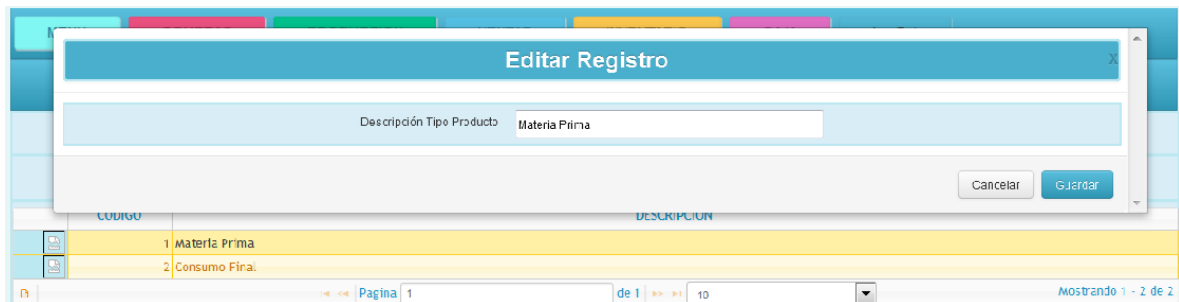 Editar Registro
X
Descripción Tipo Producto Materia Prima
Cancelar Guardar
CODIGO DESCRIPCION
1 Materia Prima
2 Consumo Final
Pagina 1 de 1 10 Mostrando 1 - 2 de 2